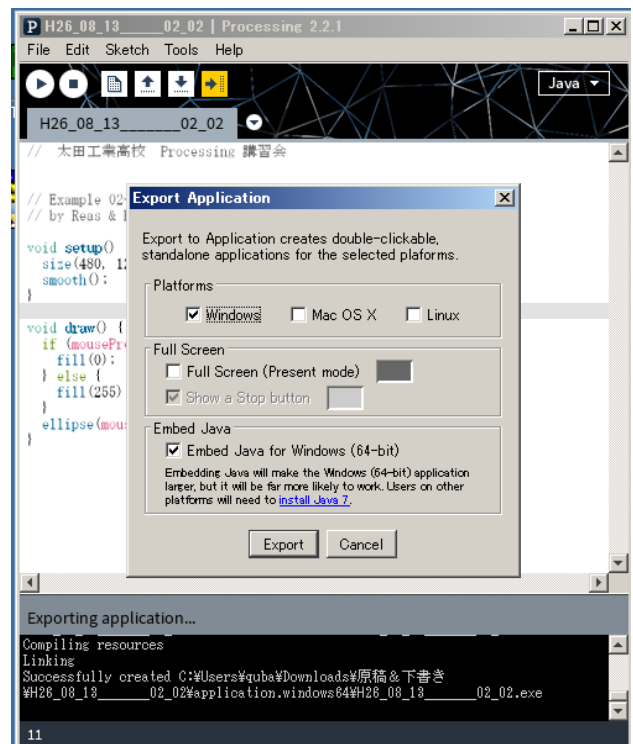 H26_08_13______02_02 | Processing 2.2.1
File Edit Sketch Tools Help
Java
H26_08_13_______02_02
// 太田工業高校 Processing 講習会
// Example 02-
// by Reas &
void setup()
size(480, 12
smooth();
}
void draw() {
if (mousePre
fill(0);
} else {
fill(255)
}
ellipse(mous
}
Export Application
Export to Application creates double-clickable,
standalone applications for the selected plaforms.
Platforms
Windows Mac OS X Linux
Full Screen
Full Screen (Present mode)
Show a Stop button
Embed Java
Embed Java for Windows (64-bit)
Embedding Java will make the Windows (64-bit) application
larger, but it will be far more likely to work. Users on other
platforms will need to install Java 7.
Export Cancel
Exporting application...
Compiling resources
Linking
Successfully created C:¥Users¥quba¥Downloads¥原稿&下書き
¥H26_08_13______02_02¥application.windows64¥H26_08_13______02_02.exe
11